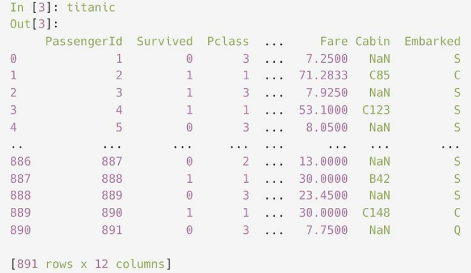 In [3]: titanic
Out[3]:
     PassengerId  Survived  Pclass  ...     Fare Cabin  Embarked
0              1         0       3  ...   7.2500   NaN         S
1              2         1       1  ...  71.2833   C85         C
2              3         1       3  ...   7.9250   NaN         S
3              4         1       1  ...  53.1000  C123         S
4              5         0       3  ...   8.0500   NaN         S
..           ...       ...     ...  ...      ...   ...       ...
886          887         0       2  ...  13.0000   NaN         S
887          888         1       1  ...  30.0000   B42         S
888          889         0       3  ...  23.4500   NaN         S
889          890         1       1  ...  30.0000  C148         C
890          891         0       3  ...   7.7500   NaN         Q
[891 rows x 12 columns]